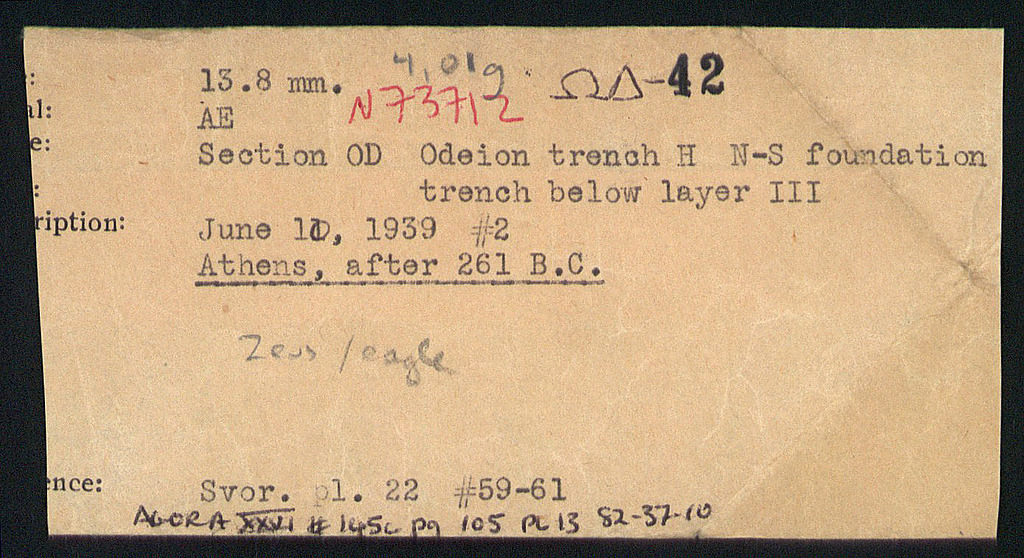 : 13.8 mm. 4,01g ΩΔ-42
al: AE N73712
e: Section OD Odeion trench H N-S foundation
: trench below layer III
ription: June 10, 1939 #2
Athens, after 261 B.C.
Zeus / eagle
ence: Svor. pl. 22 #59-61
AGORA XXVI # 145c pg 105 PL 13 82-37-10